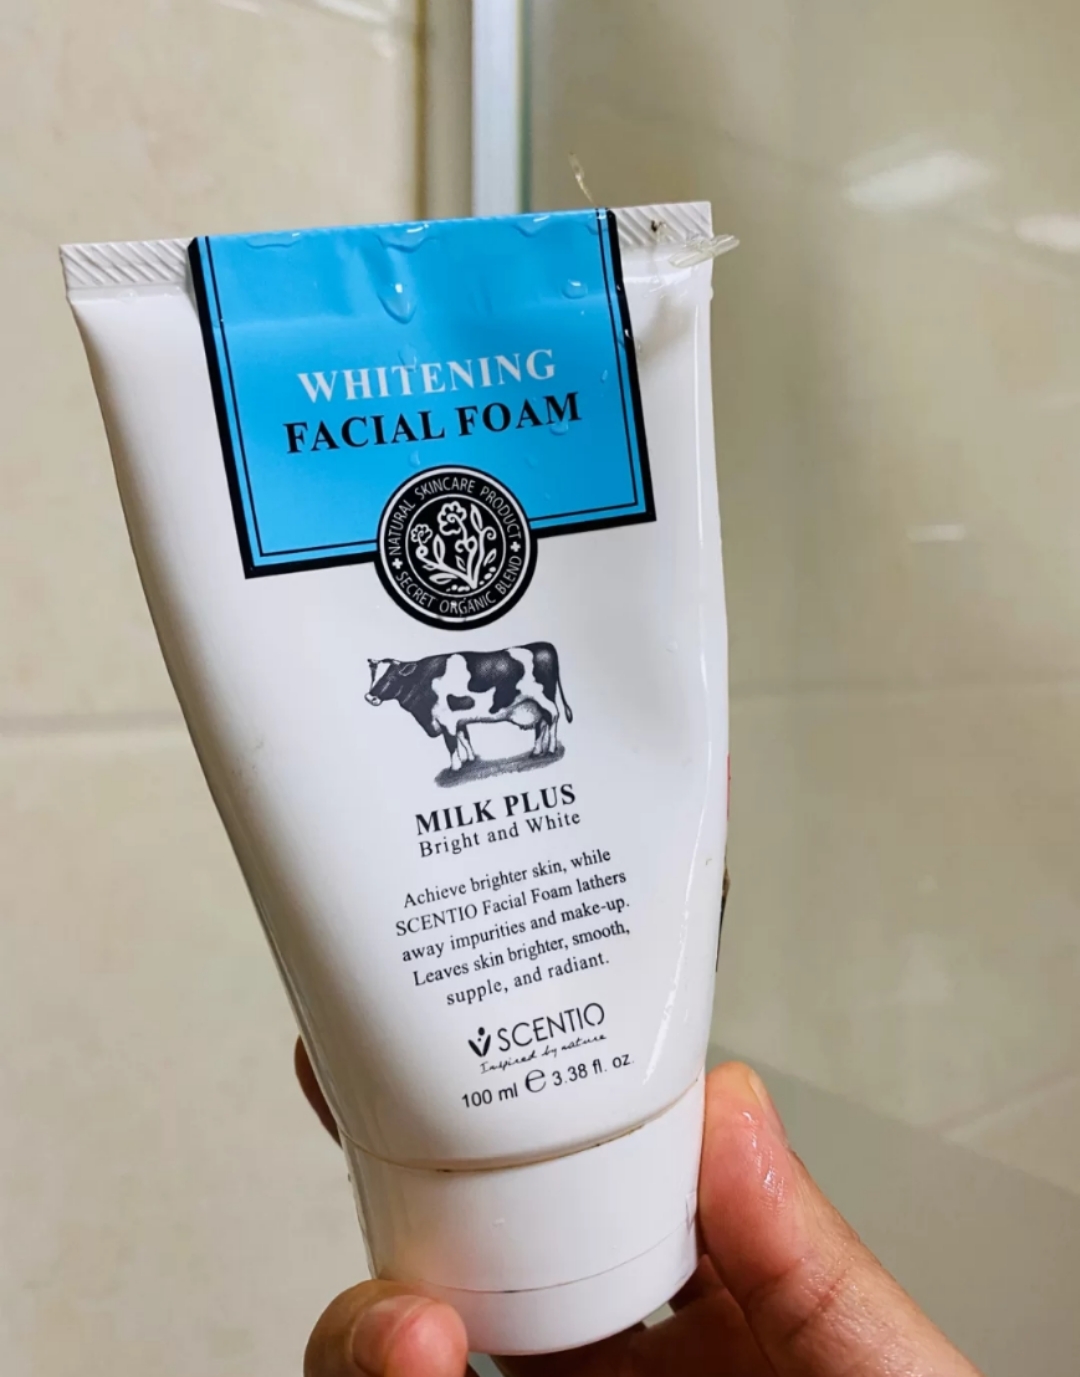 WHITENING
FACIAL FOAM
NATURAL SKINCARE PRODUCT
SECRET ORGANIC BLEND
MILK PLUS
Bright and White
Achieve brighter skin, while
SCENTIO Facial Foam lathers
away impurities and make-up.
Leaves skin brighter, smooth,
supple, and radiant.
SCENTIO
Inspired by nature
100 ml ℮ 3.38 fl. oz.